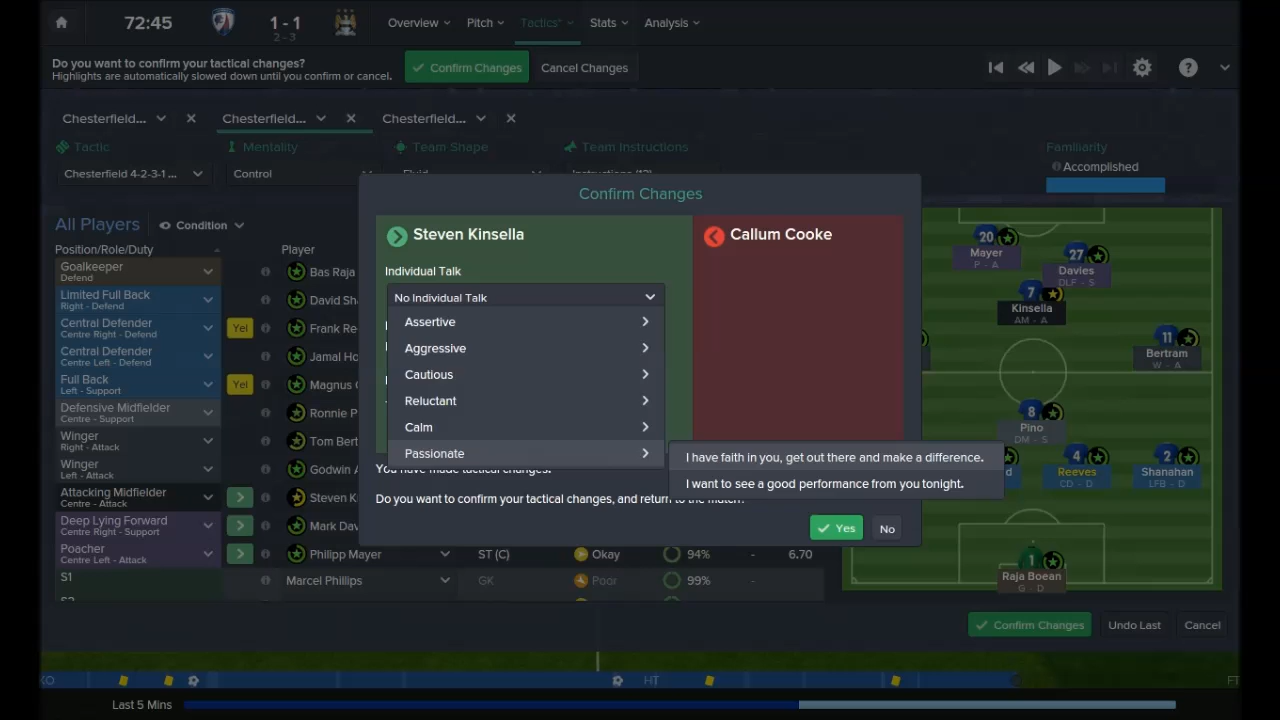 72:45
1 - 1
2 - 3
Overview
Pitch
Tactics*
Stats
Analysis
Do you want to confirm your tactical changes?
Highlights are automatically slowed down until you confirm or cancel.
Confirm Changes
Cancel Changes
?
Chesterfield...
Chesterfield...
Chesterfield...
Tactic
Mentality
Team Shape
Team Instructions
Familiarity
Chesterfield 4-2-3-1 ...
Control
Fluid
Accomplished
Confirm Changes
Steven Kinsella
Callum Cooke
Individual Talk
No Individual Talk
Assertive
Aggressive
Cautious
Reluctant
Calm
Passionate
I have faith in you, get out there and make a difference.
I want to see a good performance from you tonight.
You have made tactical changes.
Do you want to confirm your tactical changes, and return to the match?
Yes
No
All Players
Condition
Position/Role/Duty
Player
Goalkeeper
Defend
Bas Raja
Limited Full Back
Right - Defend
David Sh
Central Defender
Centre Right - Defend
Yel
Frank Re
Central Defender
Centre Left - Defend
Jamal Ho
Full Back
Left - Support
Yel
Magnus
Defensive Midfielder
Centre - Support
Ronnie P
Winger
Right - Attack
Tom Bert
Winger
Left - Attack
Godwin A
Attacking Midfielder
Centre - Attack
Steven K
Deep Lying Forward
Centre Right - Support
Mark Dav
Poacher
Centre Left - Attack
Philipp Mayer
ST (C)
Okay
94%
-
6.70
S1
Marcel Phillips
GK
Poor
99%
-
20
Mayer
P - A
27
Davies
DLF - S
7
Kinsella
AM - A
11
Bertram
W - A
8
Pino
DM - S
4
Reeves
CD - D
2
Shanahan
LFB - D
1
Raja Boean
G - D
Confirm Changes
Undo Last
Cancel
KO
HT
FT
Last 5 Mins